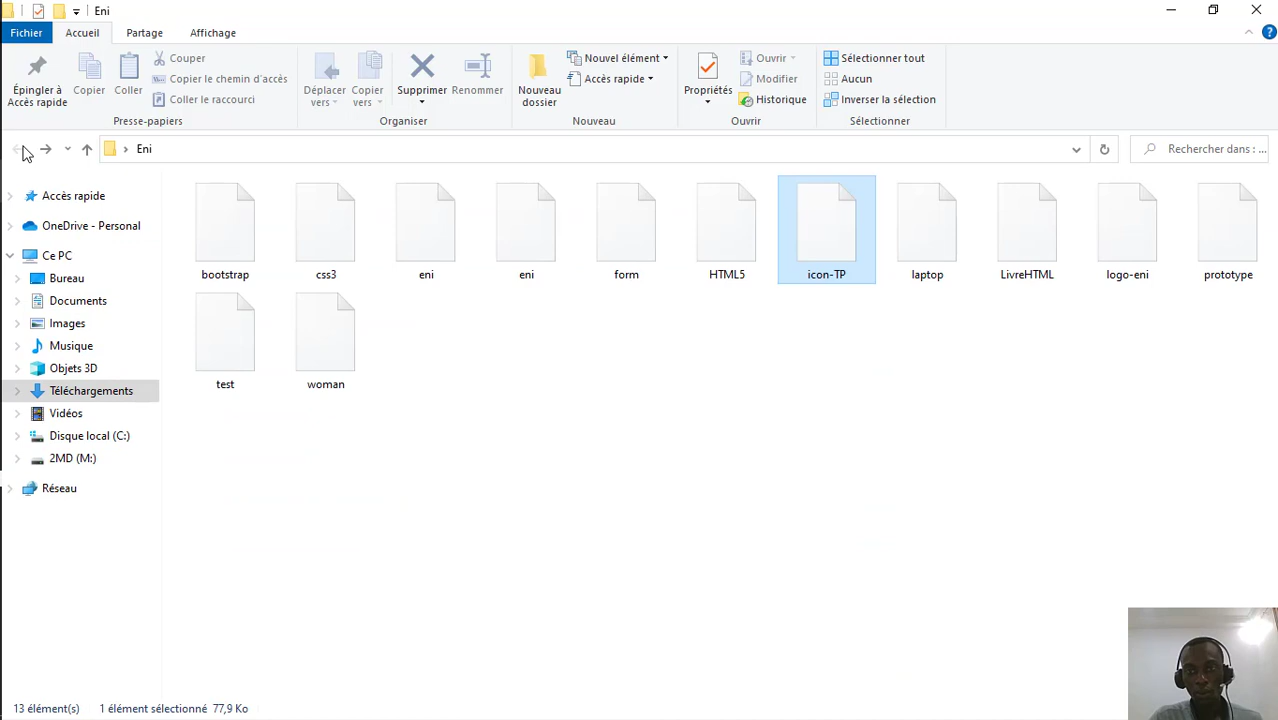 Eni
Fichier Accueil Partage Affichage
Épingler à Accès rapide
Copier
Coller
Couper
Copier le chemin d'accès
Coller le raccourci
Presse-papiers
Déplacer vers
Copier vers
Supprimer
Renommer
Organiser
Nouveau dossier
Nouvel élément
Accès rapide
Nouveau
Propriétés
Ouvrir
Modifier
Historique
Ouvrir
Sélectionner tout
Aucun
Inverser la sélection
Sélectionner
Eni
Rechercher dans : ...
Accès rapide
OneDrive - Personal
Ce PC
Bureau
Documents
Images
Musique
Objets 3D
Téléchargements
Vidéos
Disque local (C:)
2MD (M:)
Réseau
bootstrap css3 eni eni form HTML5 icon-TP laptop LivreHTML logo-eni prototype
test woman
13 élément(s) 1 élément sélectionné 77,9 Ko